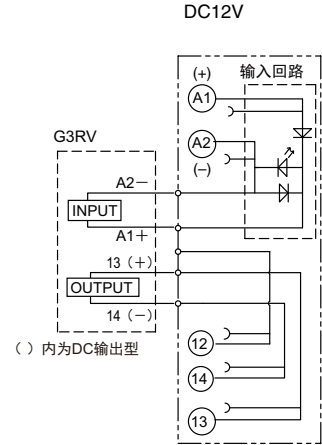 DC12V
(+)
输入回路
A1
G3RV
A2
(−)
A2−
INPUT
A1+
13（+）
OUTPUT
14（−）
（ ）内为DC输出型
12
14
13